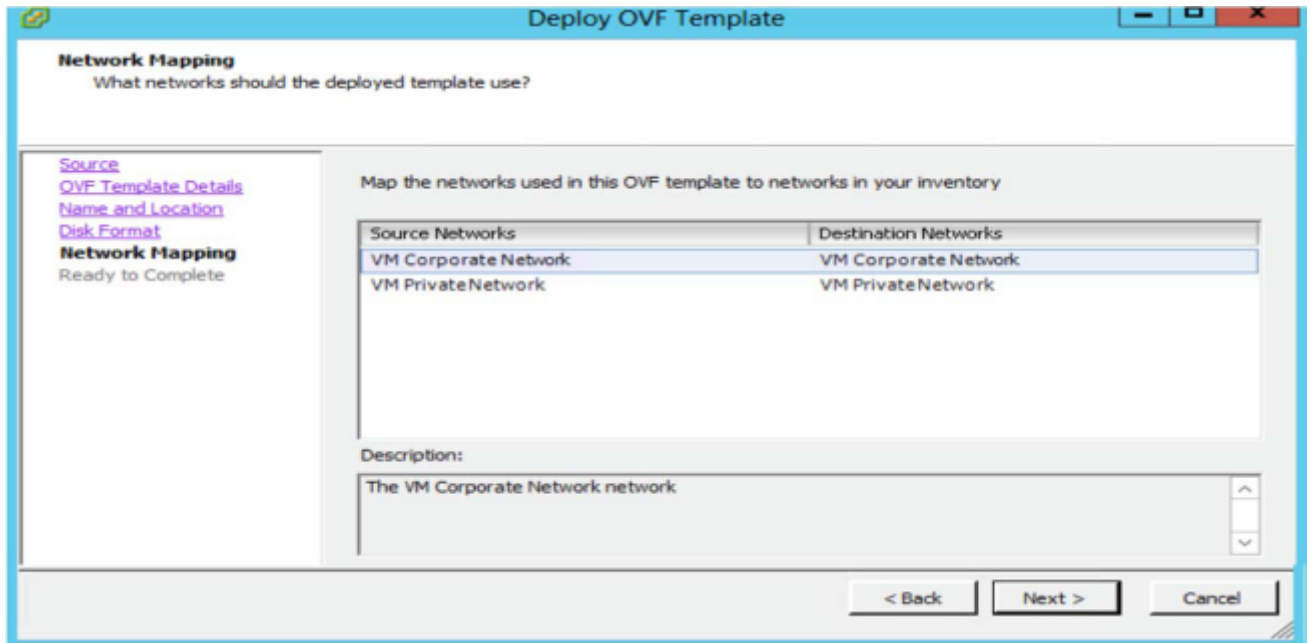 Deploy OVF Template
Network Mapping
What networks should the deployed template use?
Source
OVF Template Details
Name and Location
Disk Format
Network Mapping
Ready to Complete
Map the networks used in this OVF template to networks in your inventory
Source Networks Destination Networks
VM Corporate Network VM Corporate Network
VM PrivateNetwork VM PrivateNetwork
Description:
The VM Corporate Network network
< Back Next > Cancel